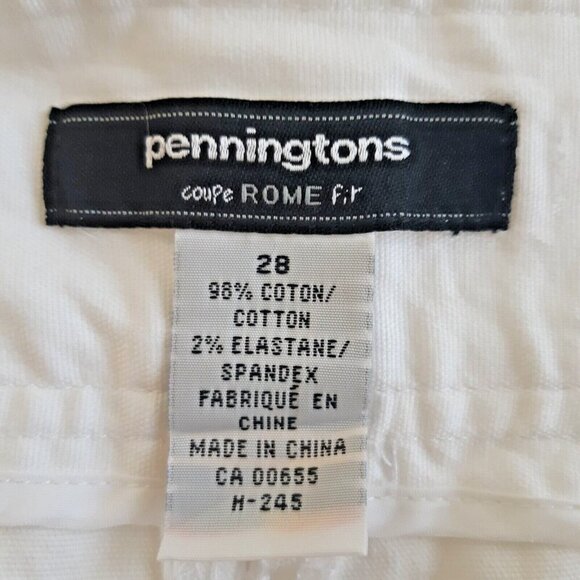 penningtons
coupe ROME fit
28
98% COTON/
COTTON
2% ELASTANE/
SPANDEX
FABRIQUÉ EN
CHINE
MADE IN CHINA
CA 00655
H-245